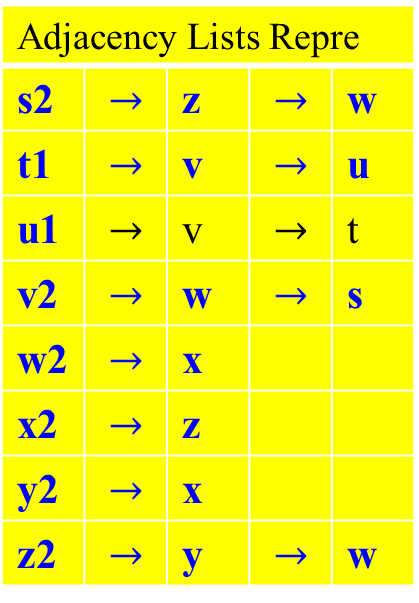 Adjacency Lists Repre
s2 → z → w
t1 → v → u
u1 → v → t
v2 → w → s
w2 → x
x2 → z
y2 → x
z2 → y → w